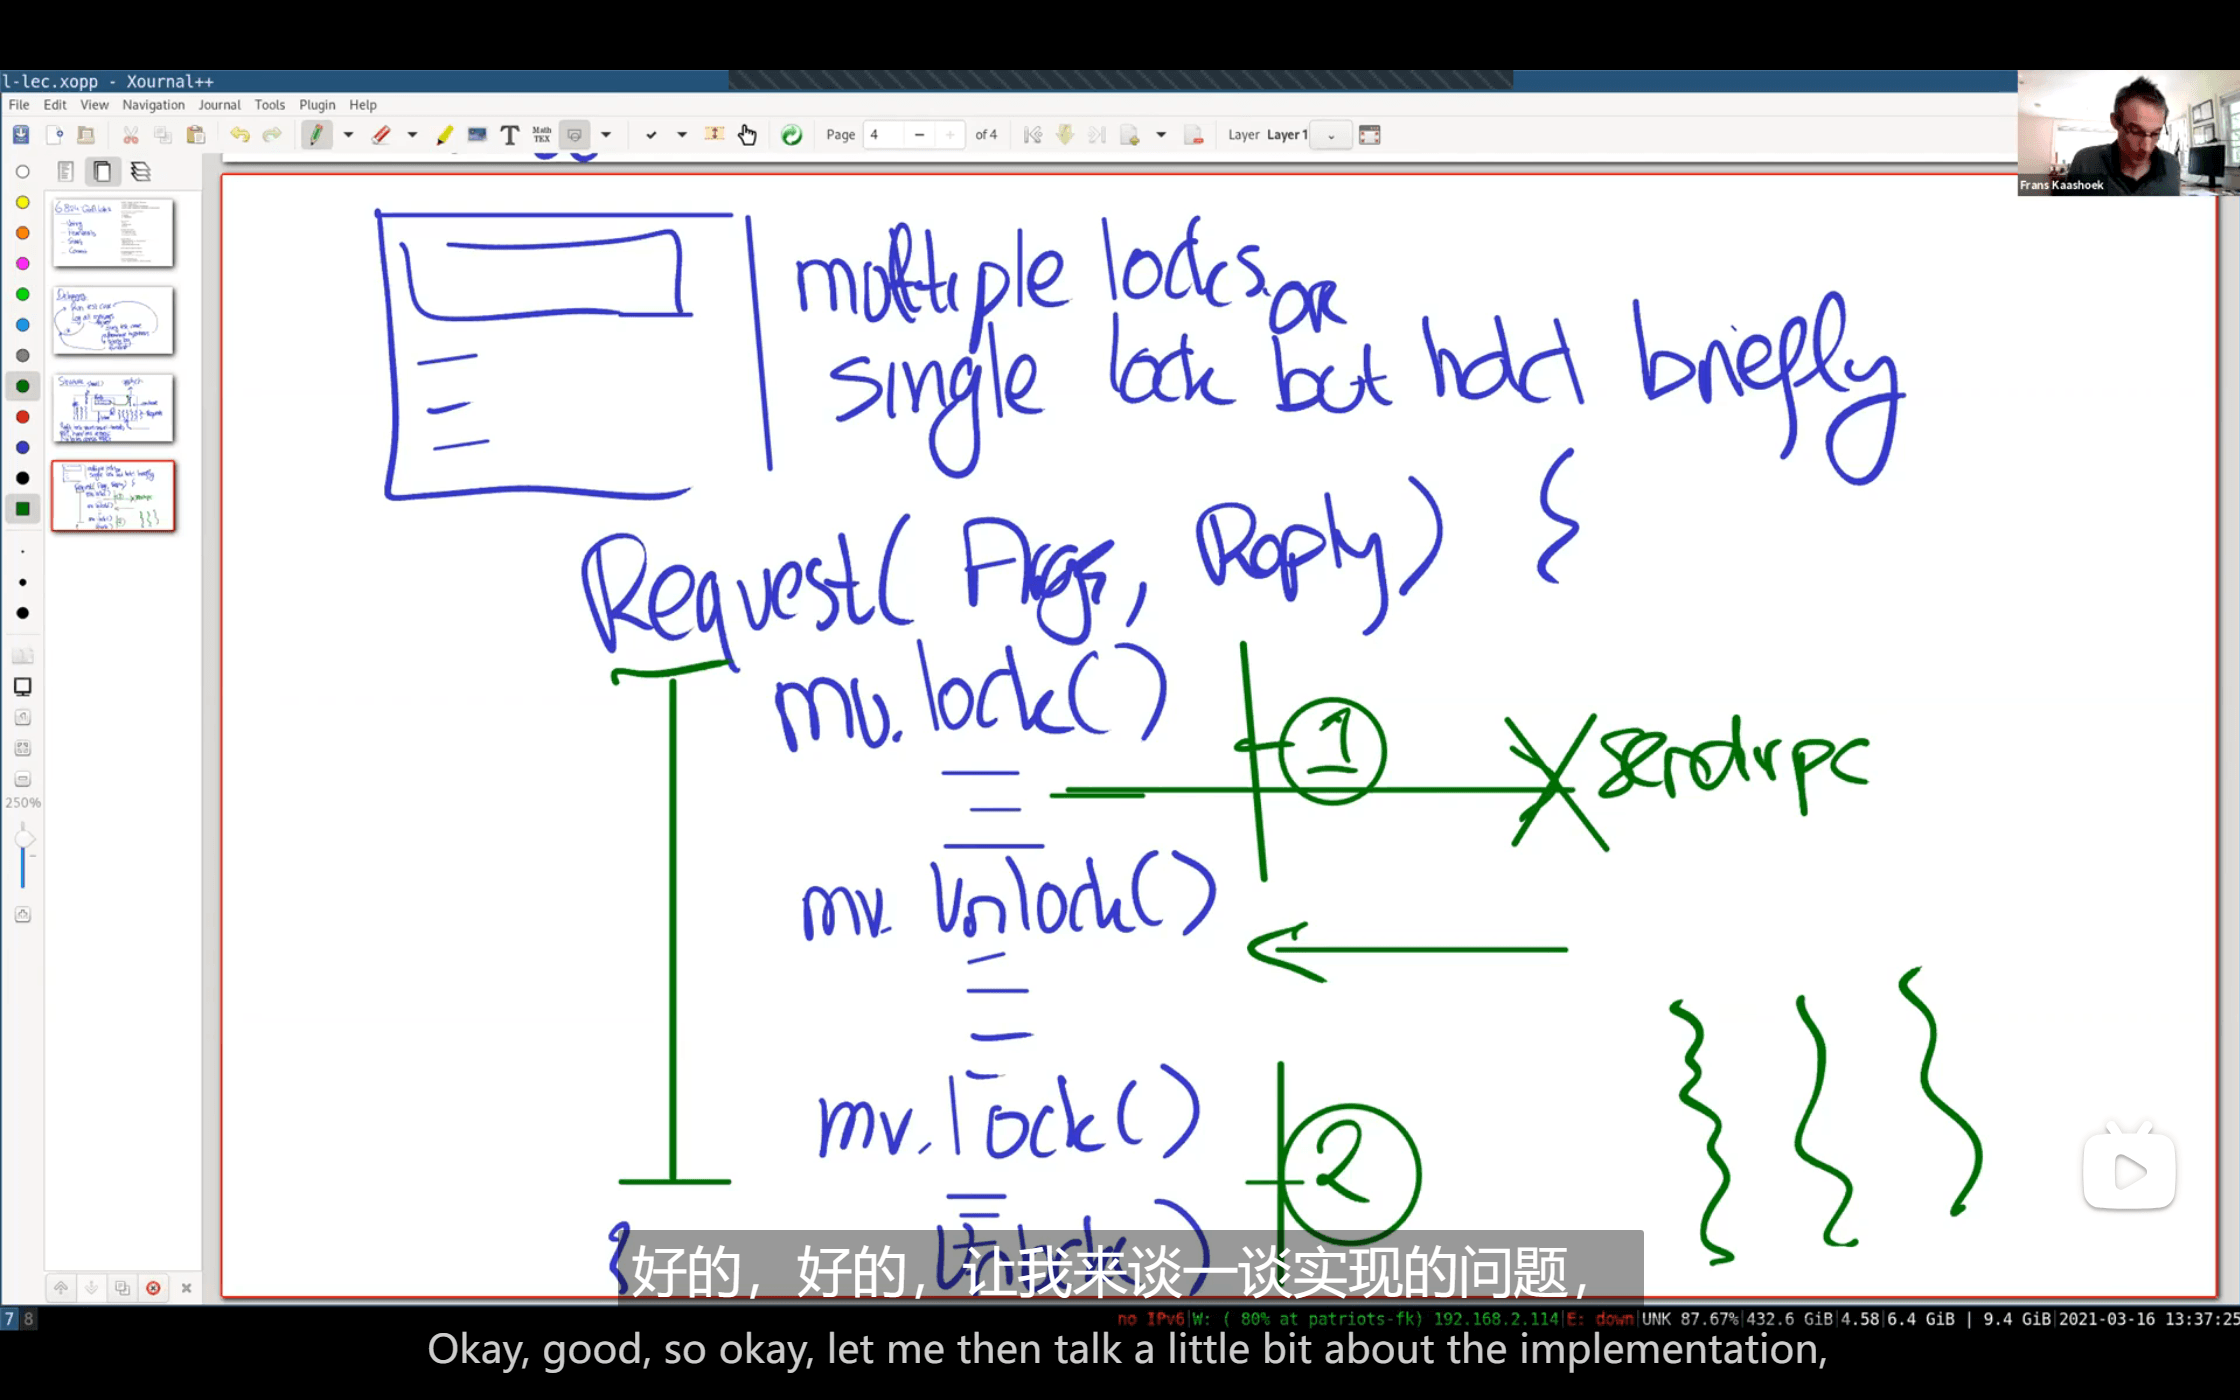 l-lec.xopp - Xournal++
File Edit View Navigation Journal Tools Plugin Help
Page 4 of 4 Layer Layer 1
Frans Kaashoek
multiple locks or
single lock but hold briefly
Request( Args, Reply) {
mu.lock()
1
sendrpc
mu. Unlock()
mu.lock()
2
Unlock()
250%
好的，好的，让我来谈一谈实现的问题，
7 8
no IPv6|W: ( 80% at patriots-fk) 192.168.2.114|E: down|UNK 87.67%|432.6 GiB|4.58|6.4 GiB | 9.4 GiB|2021-03-16 13:37:25
Okay, good, so okay, let me then talk a little bit about the implementation,